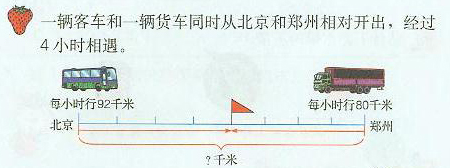 一辆客车和一辆货车同时从北京和郑州相对开出，经过
4小时相遇。
每小时行92千米
每小时行80千米
北京
郑州
?千米